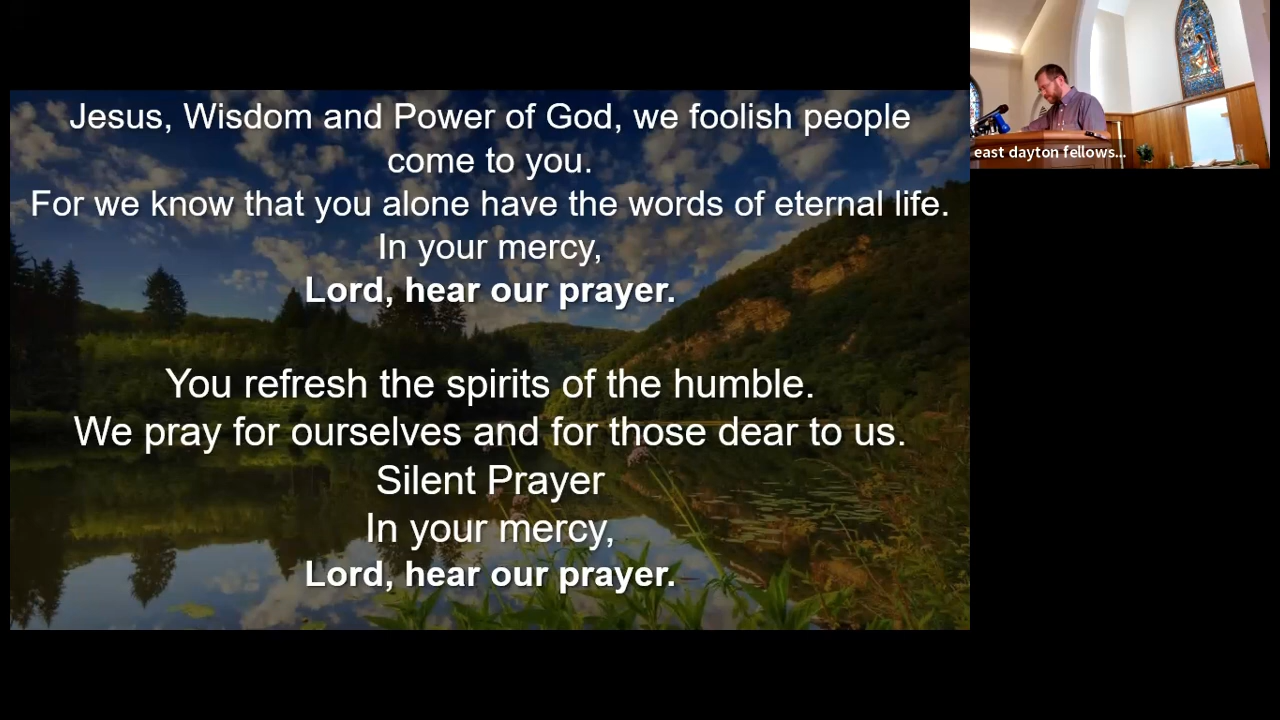 Jesus, Wisdom and Power of God, we foolish people
come to you.
For we know that you alone have the words of eternal life.
In your mercy,
Lord, hear our prayer.
You refresh the spirits of the humble.
We pray for ourselves and for those dear to us.
Silent Prayer
In your mercy,
Lord, hear our prayer.
east dayton fellows...